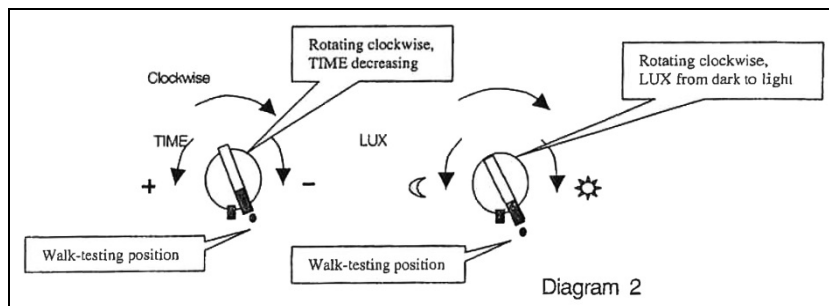 Rotating clockwise,
TIME decreasing
Rotating clockwise,
LUX from dark to light
Clockwise
TIME
LUX
+
-
Walk-testing position
Walk-testing position
Diagram 2